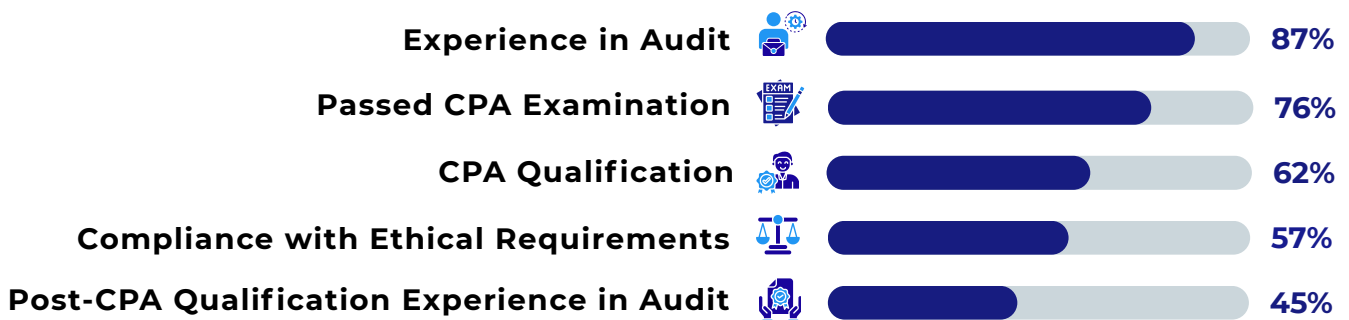 Experience in Audit 87%
EXAM
Passed CPA Examination 76%
CPA Qualification 62%
Compliance with Ethical Requirements 57%
Post-CPA Qualification Experience in Audit 45%